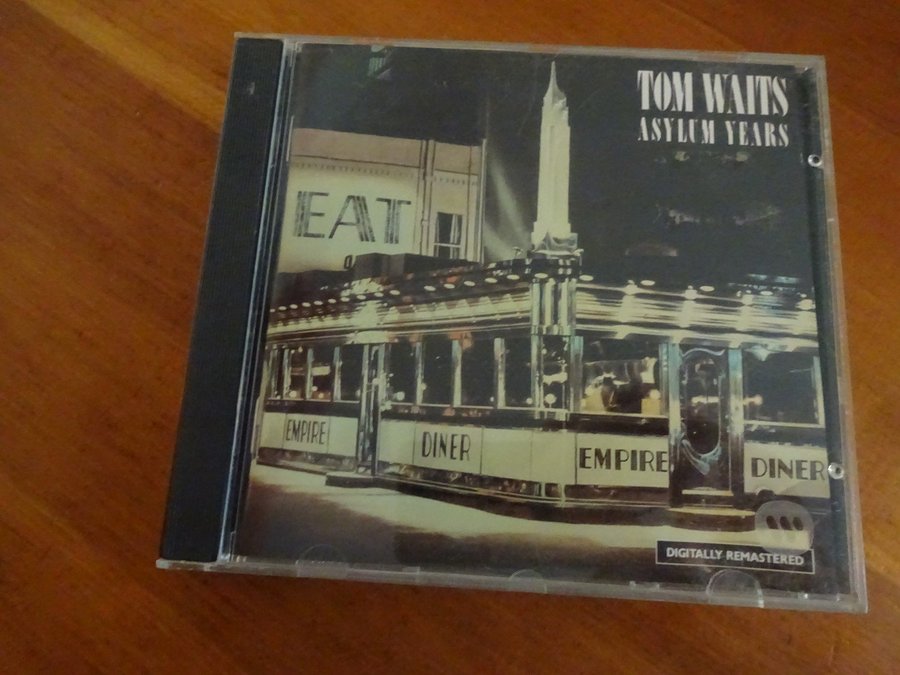 TOM WAITS
ASYLUM YEARS
EAT
EMPIRE DINER EMPIRE DINER
DIGITALLY REMASTERED